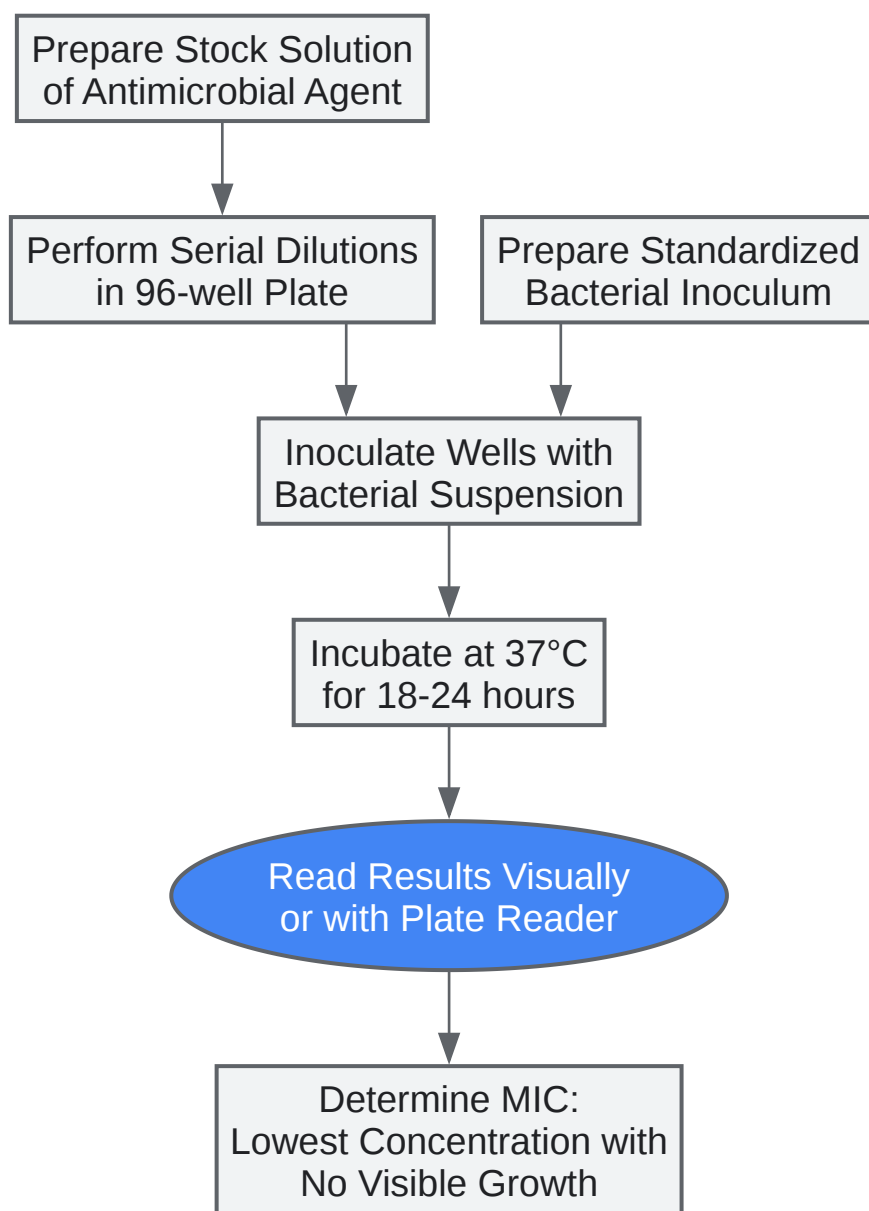 Prepare Stock Solution
of Antimicrobial Agent
Perform Serial Dilutions
in 96-well Plate
Prepare Standardized
Bacterial Inoculum
Inoculate Wells with
Bacterial Suspension
Incubate at 37°C
for 18-24 hours
Read Results Visually
or with Plate Reader
Determine MIC:
Lowest Concentration with
No Visible Growth